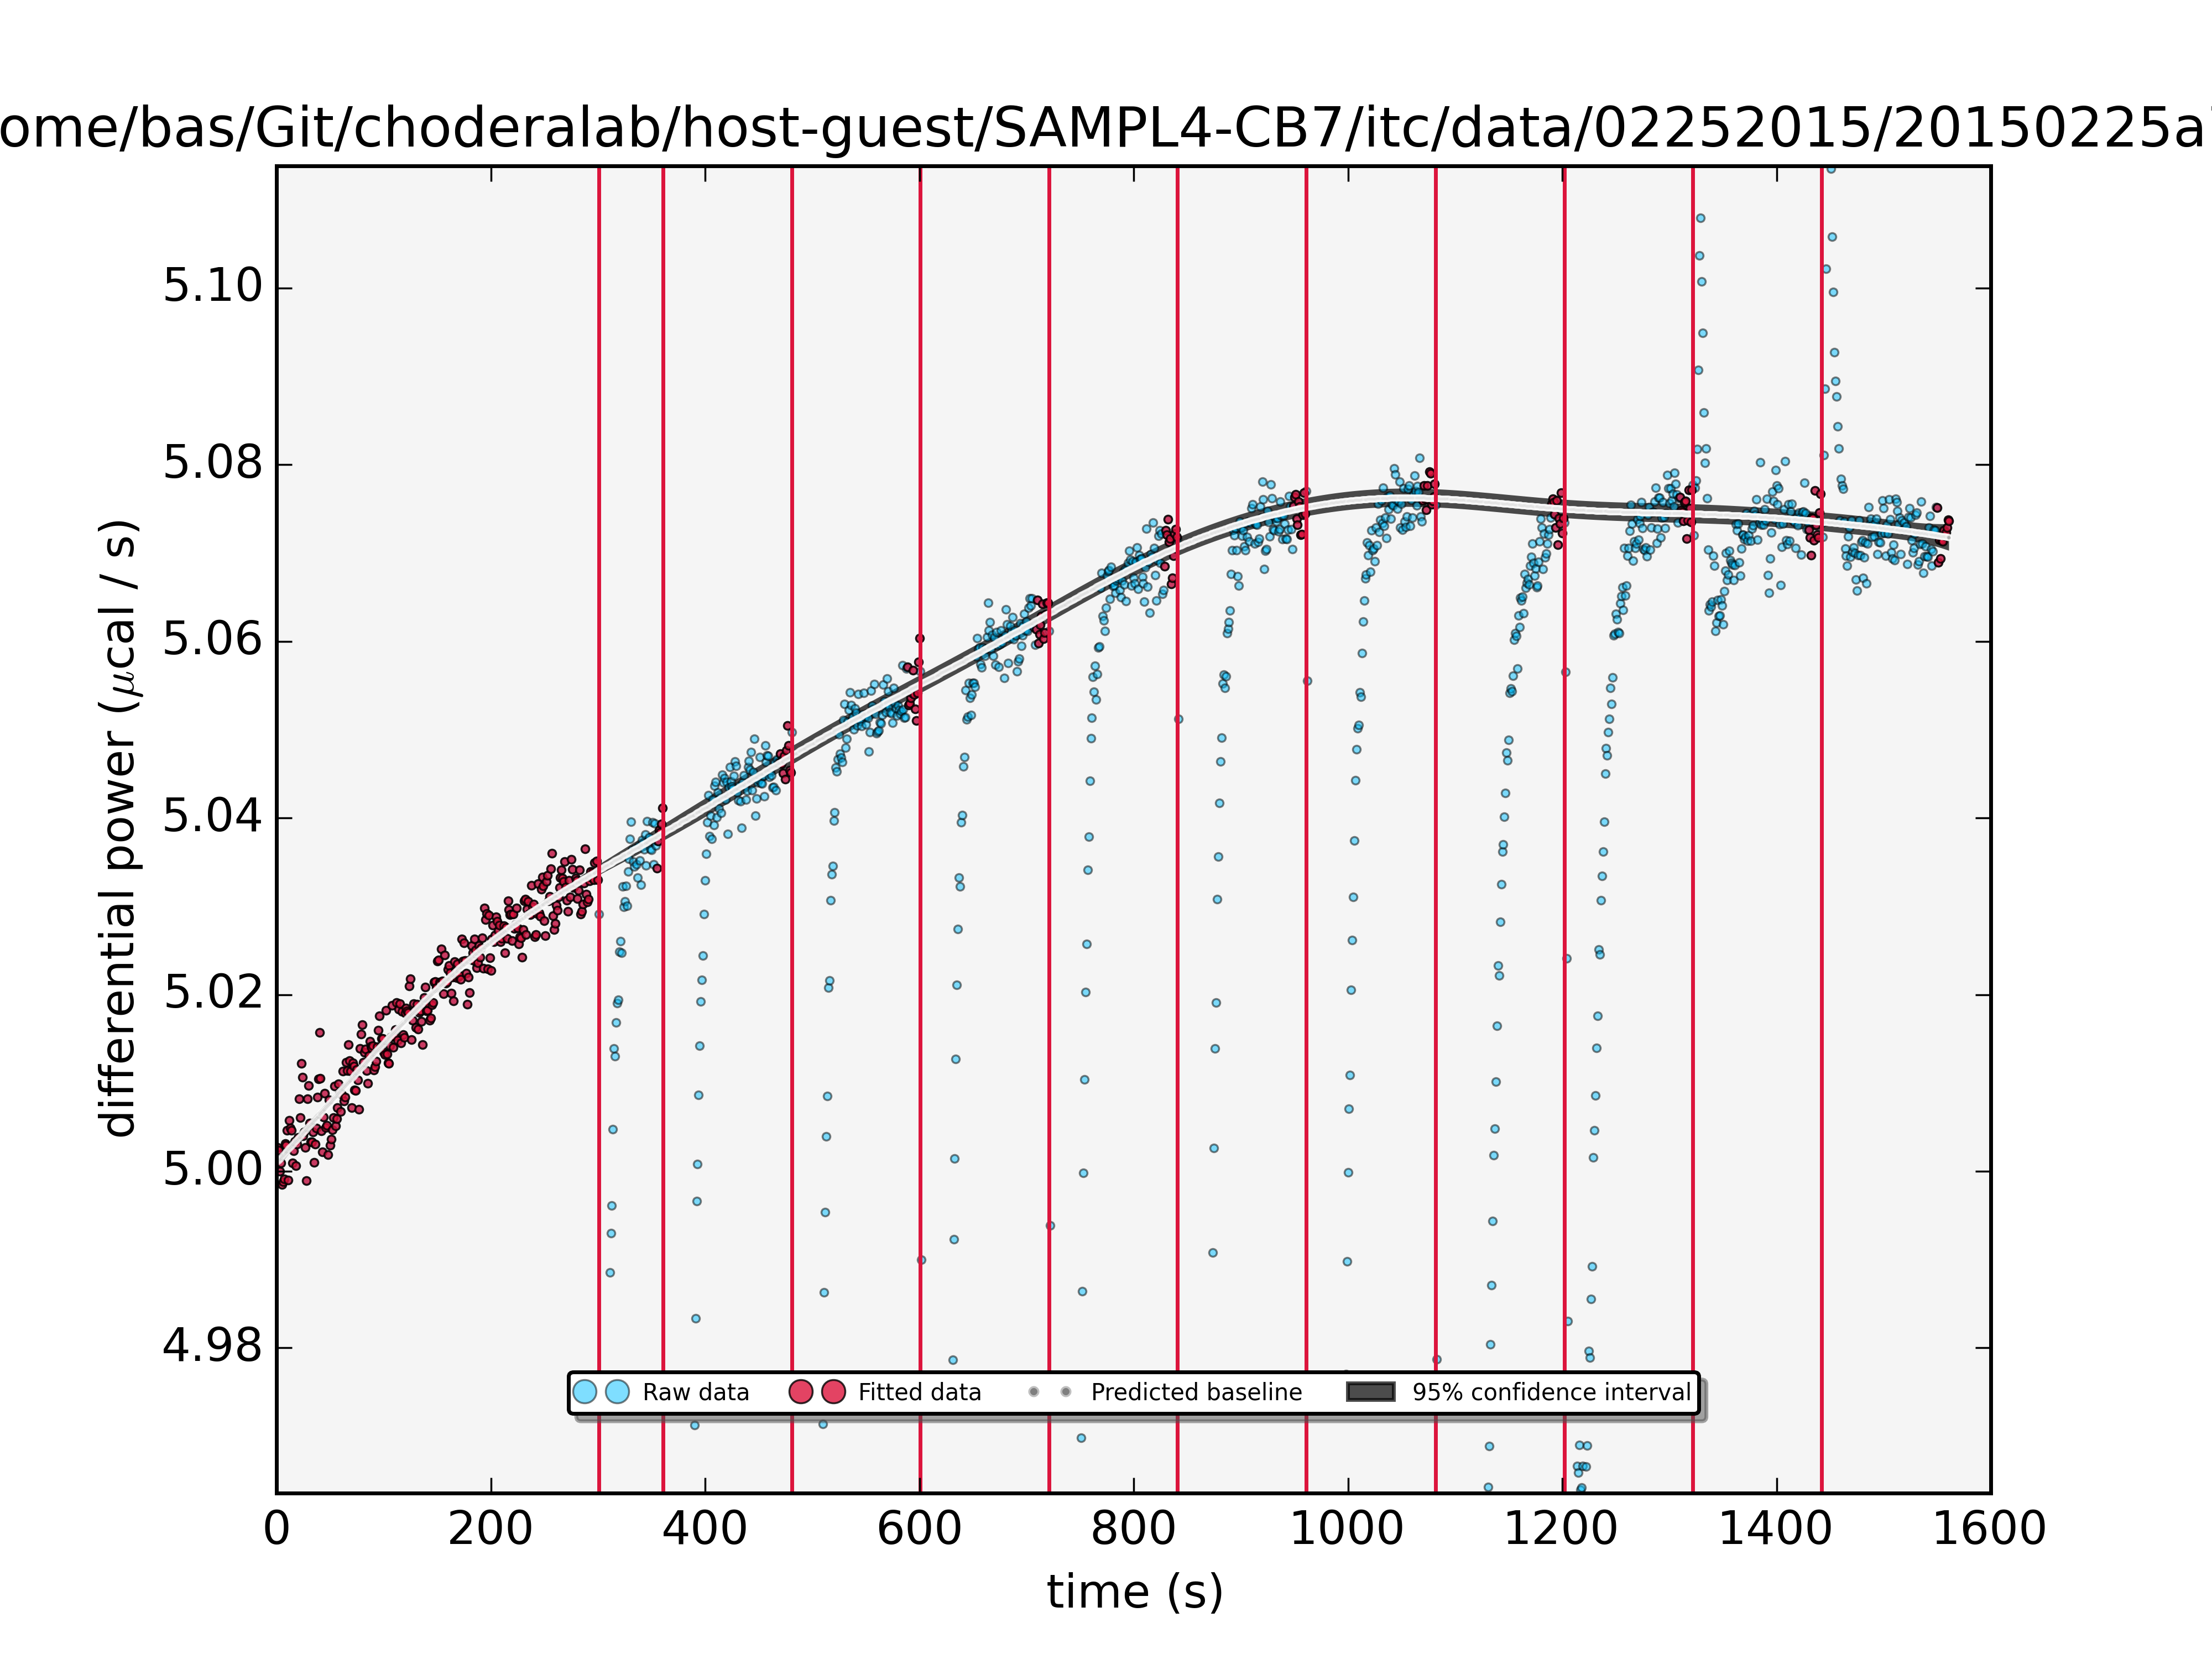 ome/bas/Git/choderalab/host-guest/SAMPL4-CB7/itc/data/02252015/20150225a
5.10
5.08
5.06
5.04
5.02
5.00
4.98
differential power (μcal / s)
Raw data Fitted data Predicted baseline 95% confidence interval
0 200 400 600 800 1000 1200 1400 1600
time (s)